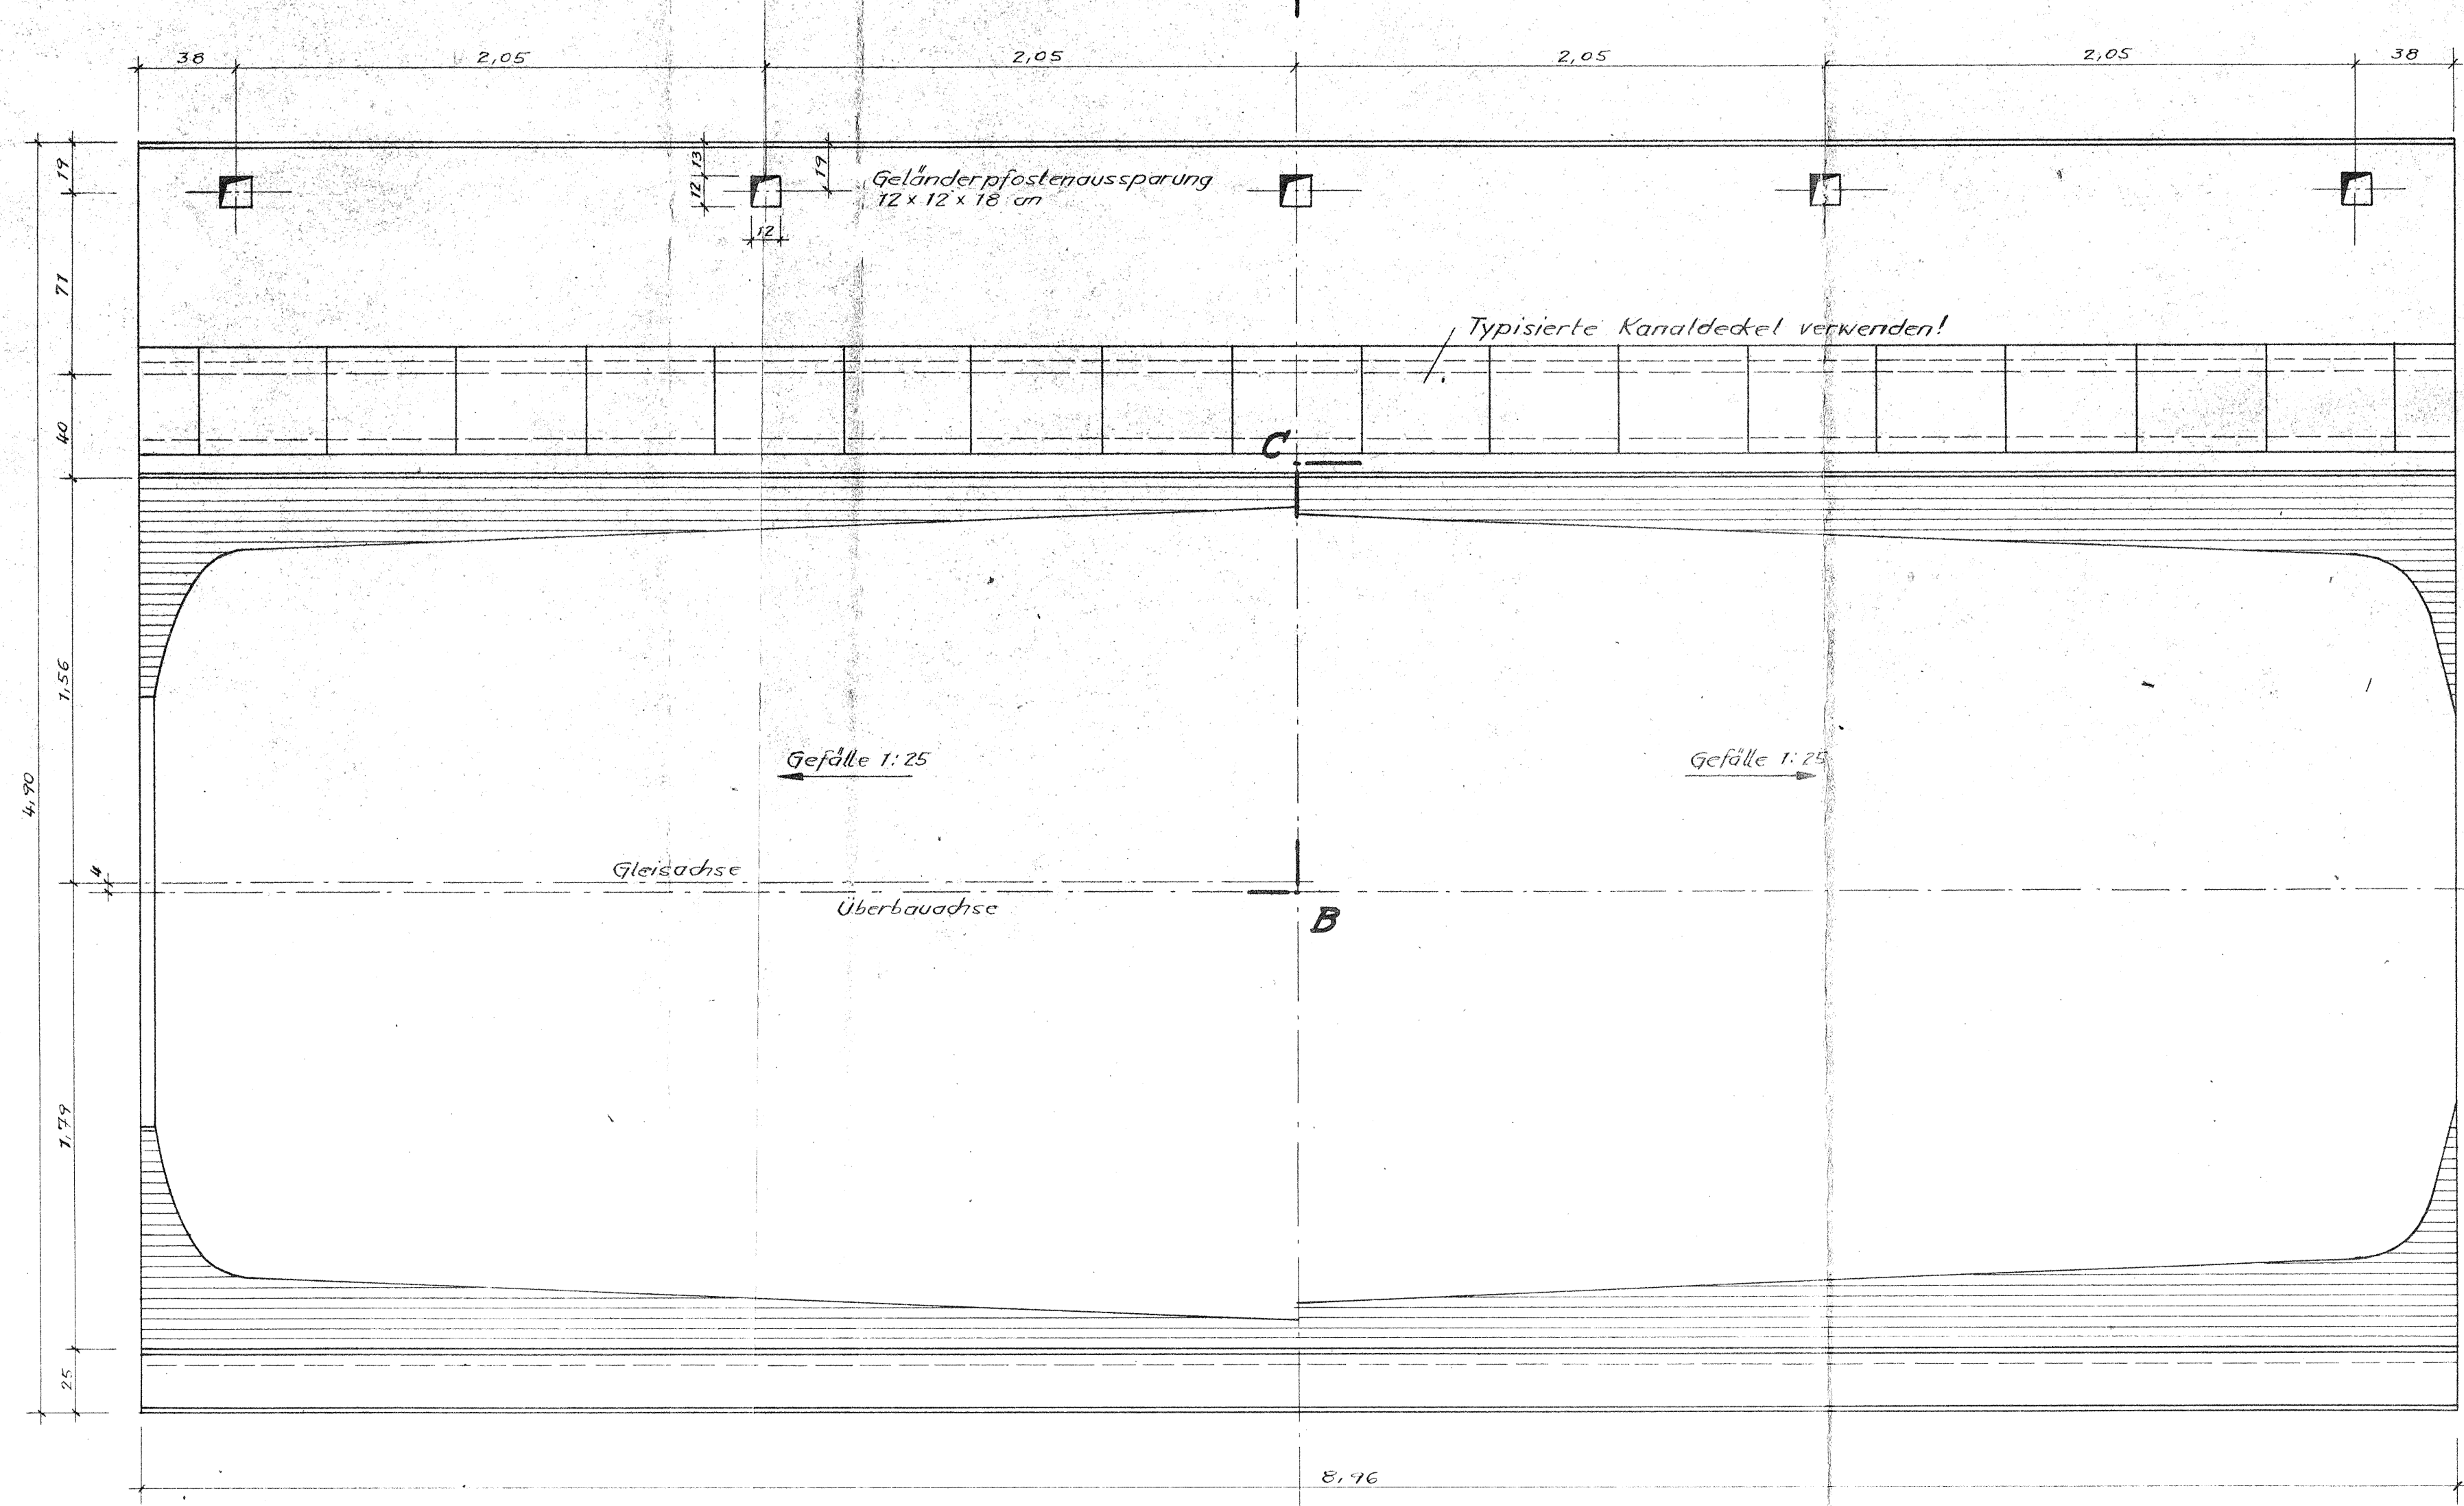 38 2,05 2,05 2,05 2,05 38
19
13
12
19
12
Geländerpfostenaussparung
12 x 12 x 18 cm
71
Typisierte Kanaldeckel verwenden!
40
C
1,56
Gefälle 1:25
Gefälle 1:25
4,90
4
Gleisachse
Überbauachse
B
1,79
25
8,96